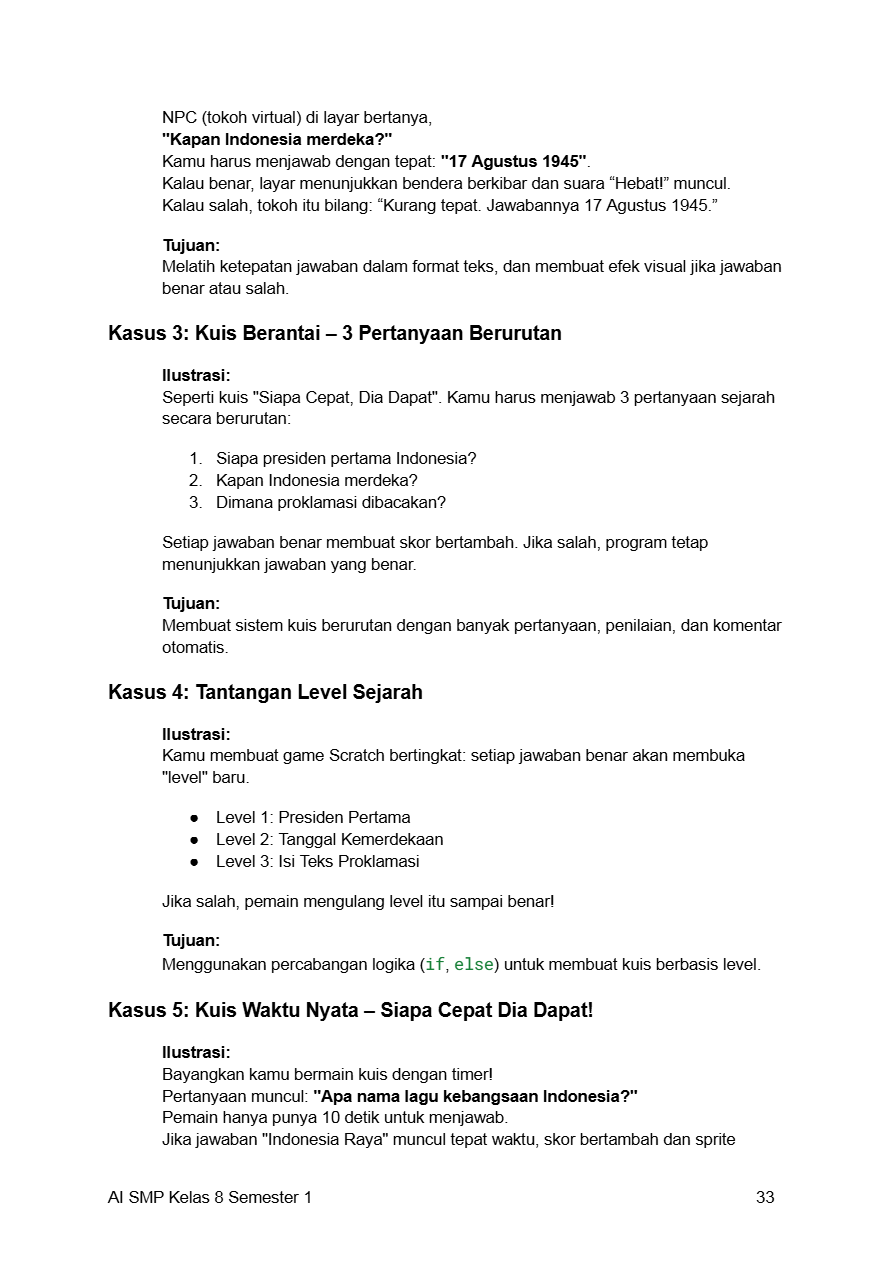 NPC (tokoh virtual) di layar bertanya,
"Kapan Indonesia merdeka?"
Kamu harus menjawab dengan tepat: "17 Agustus 1945".
Kalau benar, layar menunjukkan bendera berkibar dan suara “Hebat!” muncul.
Kalau salah, tokoh itu bilang: “Kurang tepat. Jawabannya 17 Agustus 1945.”
Tujuan:
Melatih ketepatan jawaban dalam format teks, dan membuat efek visual jika jawaban
benar atau salah.
Kasus 3: Kuis Berantai – 3 Pertanyaan Berurutan
Ilustrasi:
Seperti kuis "Siapa Cepat, Dia Dapat". Kamu harus menjawab 3 pertanyaan sejarah
secara berurutan:
1. Siapa presiden pertama Indonesia?
2. Kapan Indonesia merdeka?
3. Dimana proklamasi dibacakan?
Setiap jawaban benar membuat skor bertambah. Jika salah, program tetap
menunjukkan jawaban yang benar.
Tujuan:
Membuat sistem kuis berurutan dengan banyak pertanyaan, penilaian, dan komentar
otomatis.
Kasus 4: Tantangan Level Sejarah
Ilustrasi:
Kamu membuat game Scratch bertingkat: setiap jawaban benar akan membuka
"level" baru.
● Level 1: Presiden Pertama
● Level 2: Tanggal Kemerdekaan
● Level 3: Isi Teks Proklamasi
Jika salah, pemain mengulang level itu sampai benar!
Tujuan:
Menggunakan percabangan logika (if, else) untuk membuat kuis berbasis level.
Kasus 5: Kuis Waktu Nyata – Siapa Cepat Dia Dapat!
Ilustrasi:
Bayangkan kamu bermain kuis dengan timer!
Pertanyaan muncul: "Apa nama lagu kebangsaan Indonesia?"
Pemain hanya punya 10 detik untuk menjawab.
Jika jawaban "Indonesia Raya" muncul tepat waktu, skor bertambah dan sprite
AI SMP Kelas 8 Semester 1 33